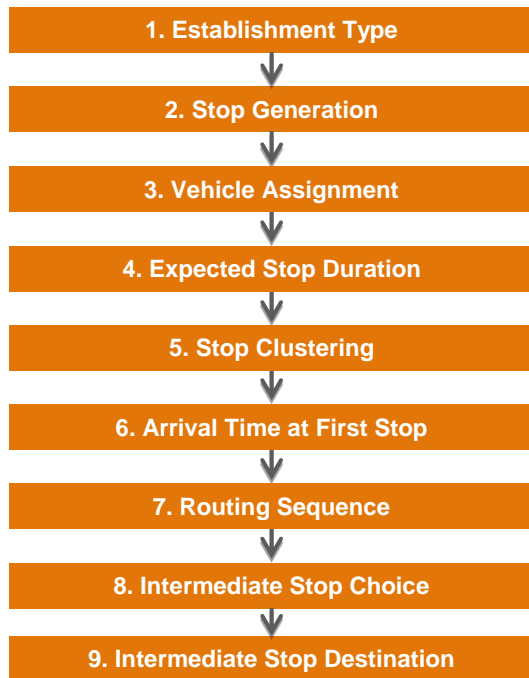 1. Establishment Type
2. Stop Generation
3. Vehicle Assignment
4. Expected Stop Duration
5. Stop Clustering
6. Arrival Time at First Stop
7. Routing Sequence
8. Intermediate Stop Choice
9. Intermediate Stop Destination